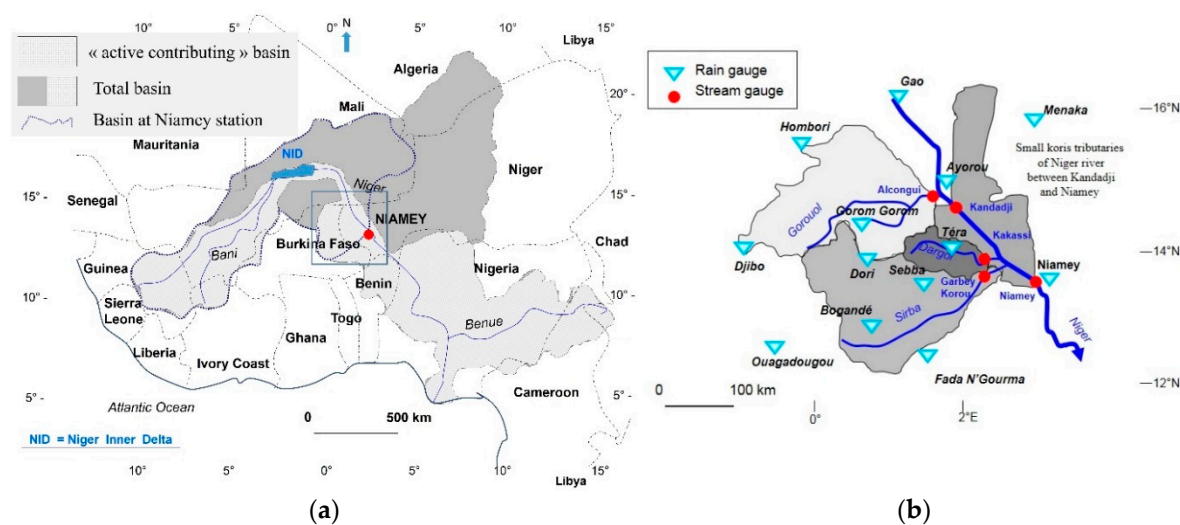 10°
5°
0°
N
5°
10°
15°
« active contributing » basin
Total basin
Basin at Niamey station
Libya
Algeria
20°
Mali
Mauritania
NID
Niger
Niger
15°
15°
Senegal
NIAMEY
Burkina Faso
Chad
Bani
Guinea
Nigeria
Benin
10°
10°
Sierra
Leone
Togo
Ghana
Benue
Liberia
Ivory Coast
Cameroon
5°
5°
Atlantic Ocean
0
500 km
NID = Niger Inner Delta
10°
5°
0°
5°
10°
15°
Libya
(a)
Rain gauge
Stream gauge
Gao
Menaka
16°N
Hombori
Small koris tributaries
of Niger river
between Kandadji
and Niamey
Ayorou
Alcongui
Kandadji
Gorom Gorom
Gorouol
Téra
Kakassi
Dargol
14°N
Djibo
Dori
Sebba
Niamey
Garbey
Korou
Niamey
Bogandé
Sirba
Niger
Ouagadougou
Fada N'Gourma
12°N
0
100 km
0°
2°E
(b)